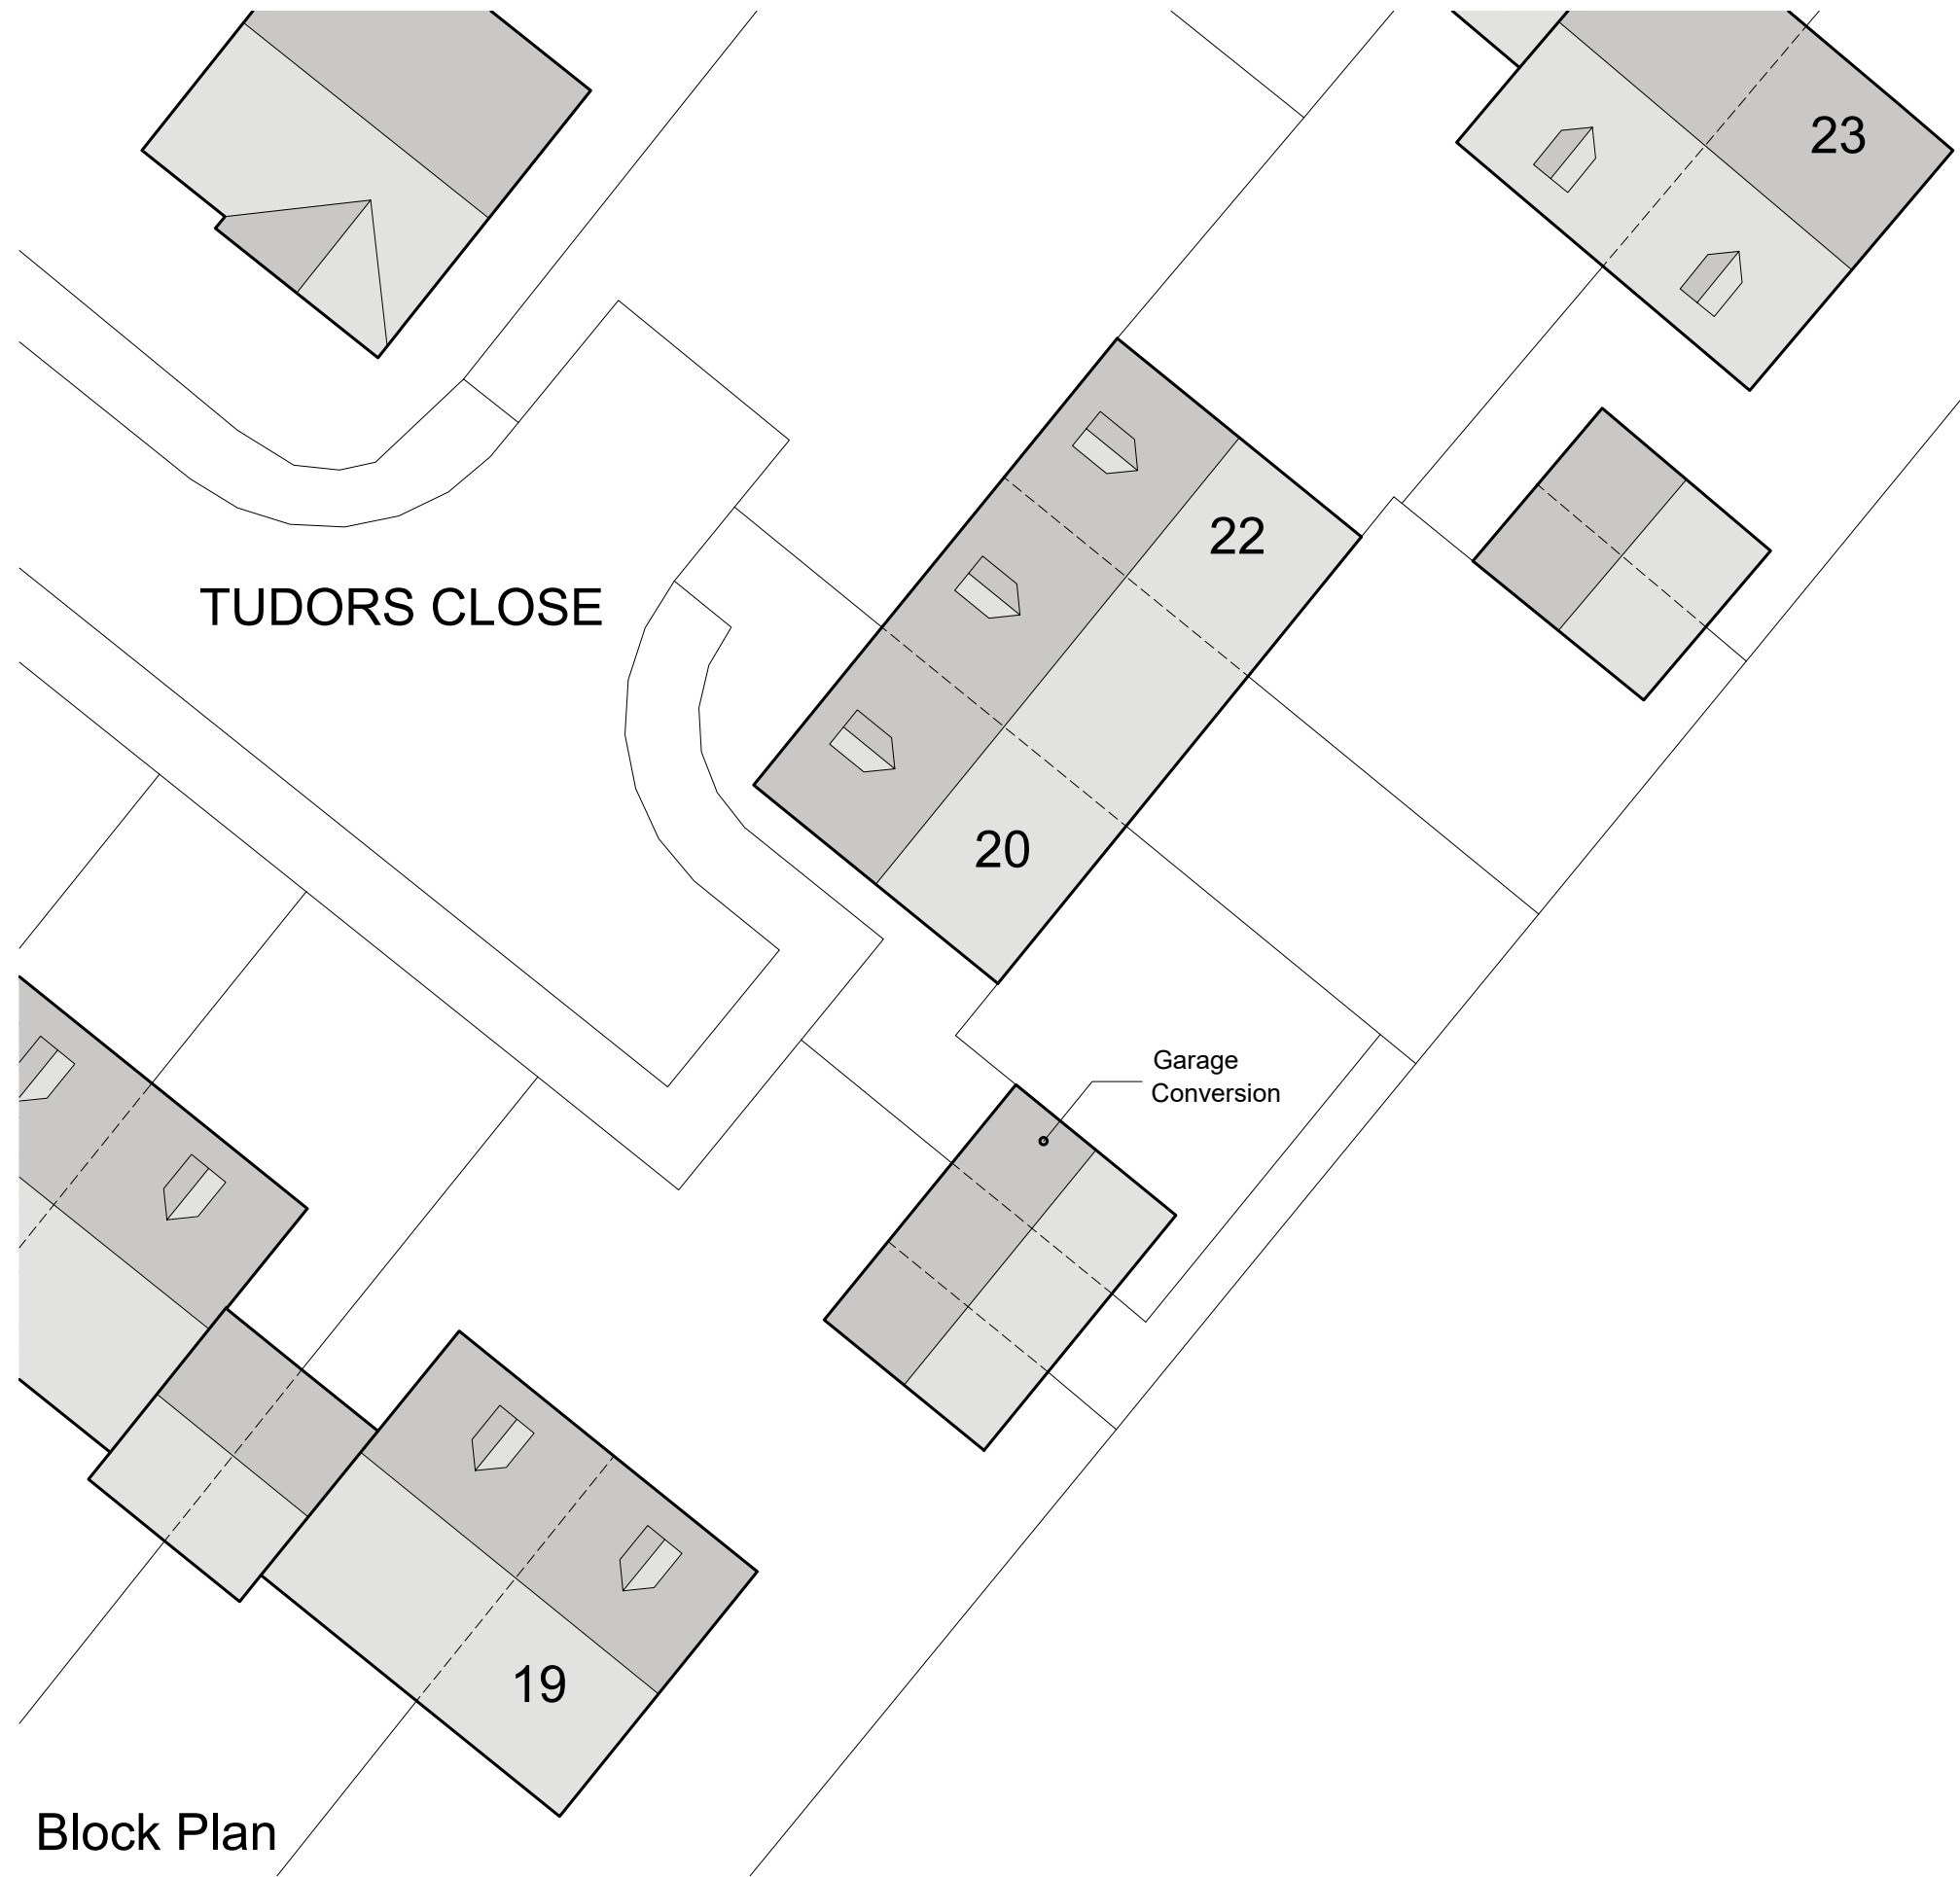 23
22
TUDORS CLOSE
20
Garage
Conversion
19
Block Plan